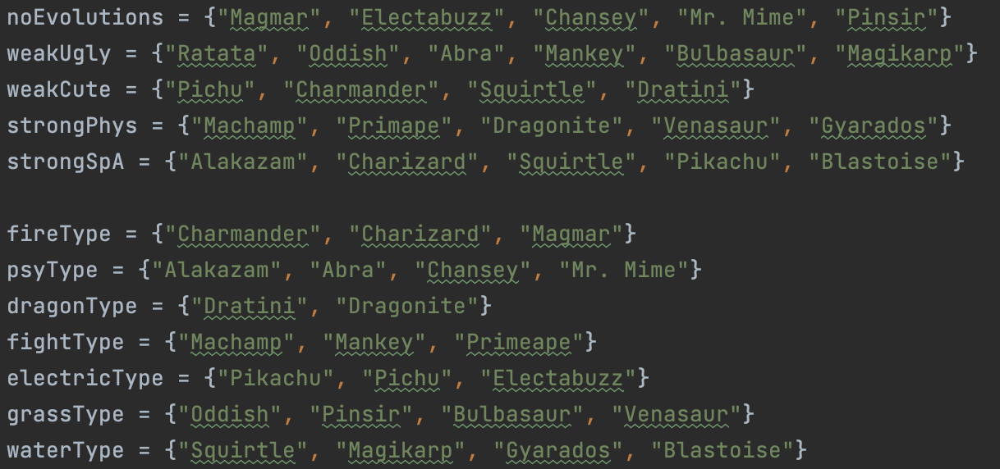 noEvolutions = {"Magmar", "Electabuzz", "Chansey", "Mr. Mime", "Pinsir"}
weakUgly = {"Ratata", "Oddish", "Abra", "Mankey", "Bulbasaur", "Magikarp"}
weakCute = {"Pichu", "Charmander", "Squirtle", "Dratini"}
strongPhys = {"Machamp", "Primape", "Dragonite", "Venasaur", "Gyarados"}
strongSpA = {"Alakazam", "Charizard", "Squirtle", "Pikachu", "Blastoise"}
fireType = {"Charmander", "Charizard", "Magmar"}
psyType = {"Alakazam", "Abra", "Chansey", "Mr. Mime"}
dragonType = {"Dratini", "Dragonite"}
fightType = {"Machamp", "Mankey", "Primeape"}
electricType = {"Pikachu", "Pichu", "Electabuzz"}
grassType = {"Oddish", "Pinsir", "Bulbasaur", "Venasaur"}
waterType = {"Squirtle", "Magikarp", "Gyarados", "Blastoise"}